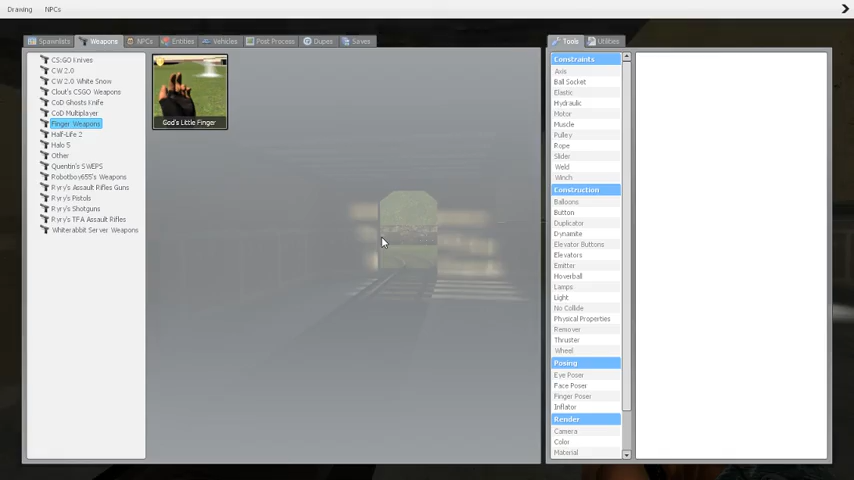 Drawing NPCs
Spawnlists Weapons NPCs Entities Vehicles Post Process Dupes Saves
CS:GO Knives
CW 2.0
CW 2.0 White Snow
Clout's CSGO Weapons
CoD Ghosts Knife
CoD Multiplayer
Finger Weapons
Half-Life 2
Halo 5
Other
Quentin's SWEPS
Robotboy655's Weapons
Ryry's Assault Rifles Guns
Ryry's Pistols
Ryry's Shotguns
Ryry's TFA Assault Rifles
Whiterabbit Server Weapons
God's Little Finger
Tools Utilities
Constraints
Axis
Ball Socket
Elastic
Hydraulic
Motor
Muscle
Pulley
Rope
Slider
Weld
Winch
Construction
Balloons
Button
Duplicator
Dynamite
Elevator Buttons
Elevators
Emitter
Hoverball
Lamps
Light
No Collide
Physical Properties
Remover
Thruster
Wheel
Posing
Eye Poser
Face Poser
Finger Poser
Inflator
Render
Camera
Color
Material